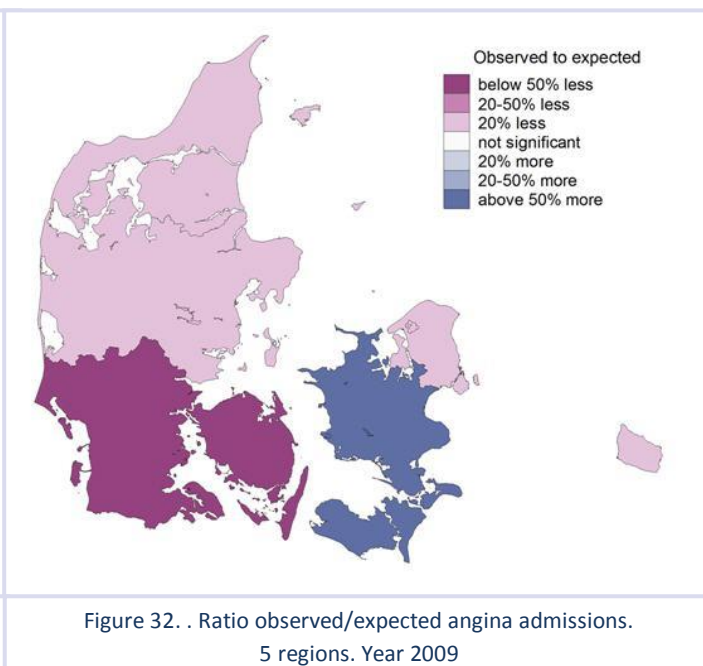 Observed to expected
below 50% less
20-50% less
20% less
not significant
20% more
20-50% more
above 50% more
Figure 32. . Ratio observed/expected angina admissions.
5 regions. Year 2009